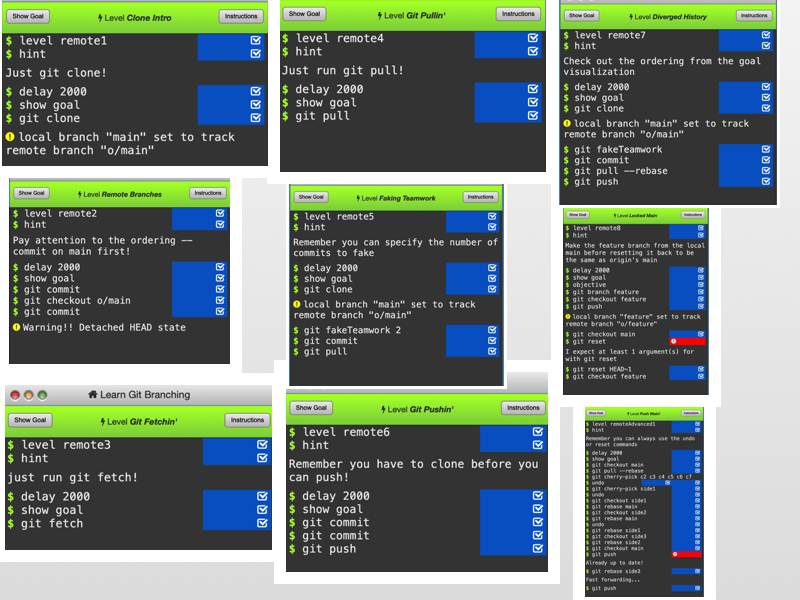 Show Goal
Level Clone Intro
Instructions
$ level remote1
$ hint
Just git clone!
$ delay 2000
$ show goal
$ git clone
local branch "main" set to track
remote branch "o/main"
Show Goal
Level Git Pullin'
Instructions
$ level remote4
$ hint
Just run git pull!
$ delay 2000
$ show goal
$ git pull
Show Goal
Level Diverged History
Instructions
$ level remote7
$ hint
Check out the ordering from the goal
visualization
$ delay 2000
$ show goal
$ git clone
local branch "main" set to track
remote branch "o/main"
$ git fakeTeamwork
$ git commit
$ git pull --rebase
$ git push
Show Goal
Level Remote Branches
Instructions
$ level remote2
$ hint
Pay attention to the ordering --
commit on main first!
$ delay 2000
$ show goal
$ git commit
$ git checkout o/main
$ git commit
Warning!! Detached HEAD state
Show Goal
Level Faking Teamwork
Instructions
$ level remote5
$ hint
Remember you can specify the number of
commits to fake
$ delay 2000
$ show goal
$ git clone
local branch "main" set to track
remote branch "o/main"
$ git fakeTeamwork 2
$ git commit
$ git pull
Show Goal
Level Locked Main
Instructions
$ level remote8
$ hint
Make the feature branch from the local
main before resetting it back to be
the same as origin's main
$ delay 2000
$ show goal
$ objective
$ git branch feature
$ git checkout feature
$ git push
local branch "feature" set to track
remote branch "o/feature"
$ git checkout main
$ git reset
I expect at least 1 argument(s) for
with git reset
$ git reset HEAD~1
$ git checkout feature
Learn Git Branching
Show Goal
Level Git Fetchin'
Instructions
$ level remote3
$ hint
just run git fetch!
$ delay 2000
$ show goal
$ git fetch
Show Goal
Level Git Pushin'
Instructions
$ level remote6
$ hint
Remember you have to clone before you
can push!
$ delay 2000
$ show goal
$ git commit
$ git commit
$ git push
Show Goal
Level Push Main!
Instructions
$ level remoteAdvanced1
$ hint
Remember you can always use the undo
or reset commands
$ delay 2000
$ show goal
$ git checkout main
$ git pull --rebase
$ git cherry-pick c2 c3 c4 c5 c6 c7
$ undo
$ git cherry-pick side1
$ undo
$ git checkout side1
$ git rebase main
$ git checkout side2
$ git rebase main
$ undo
$ git rebase side1
$ git checkout side3
$ git rebase side2
$ git checkout main
$ git push
Already up to date!
$ git rebase side3
Fast forwarding...
$ git push